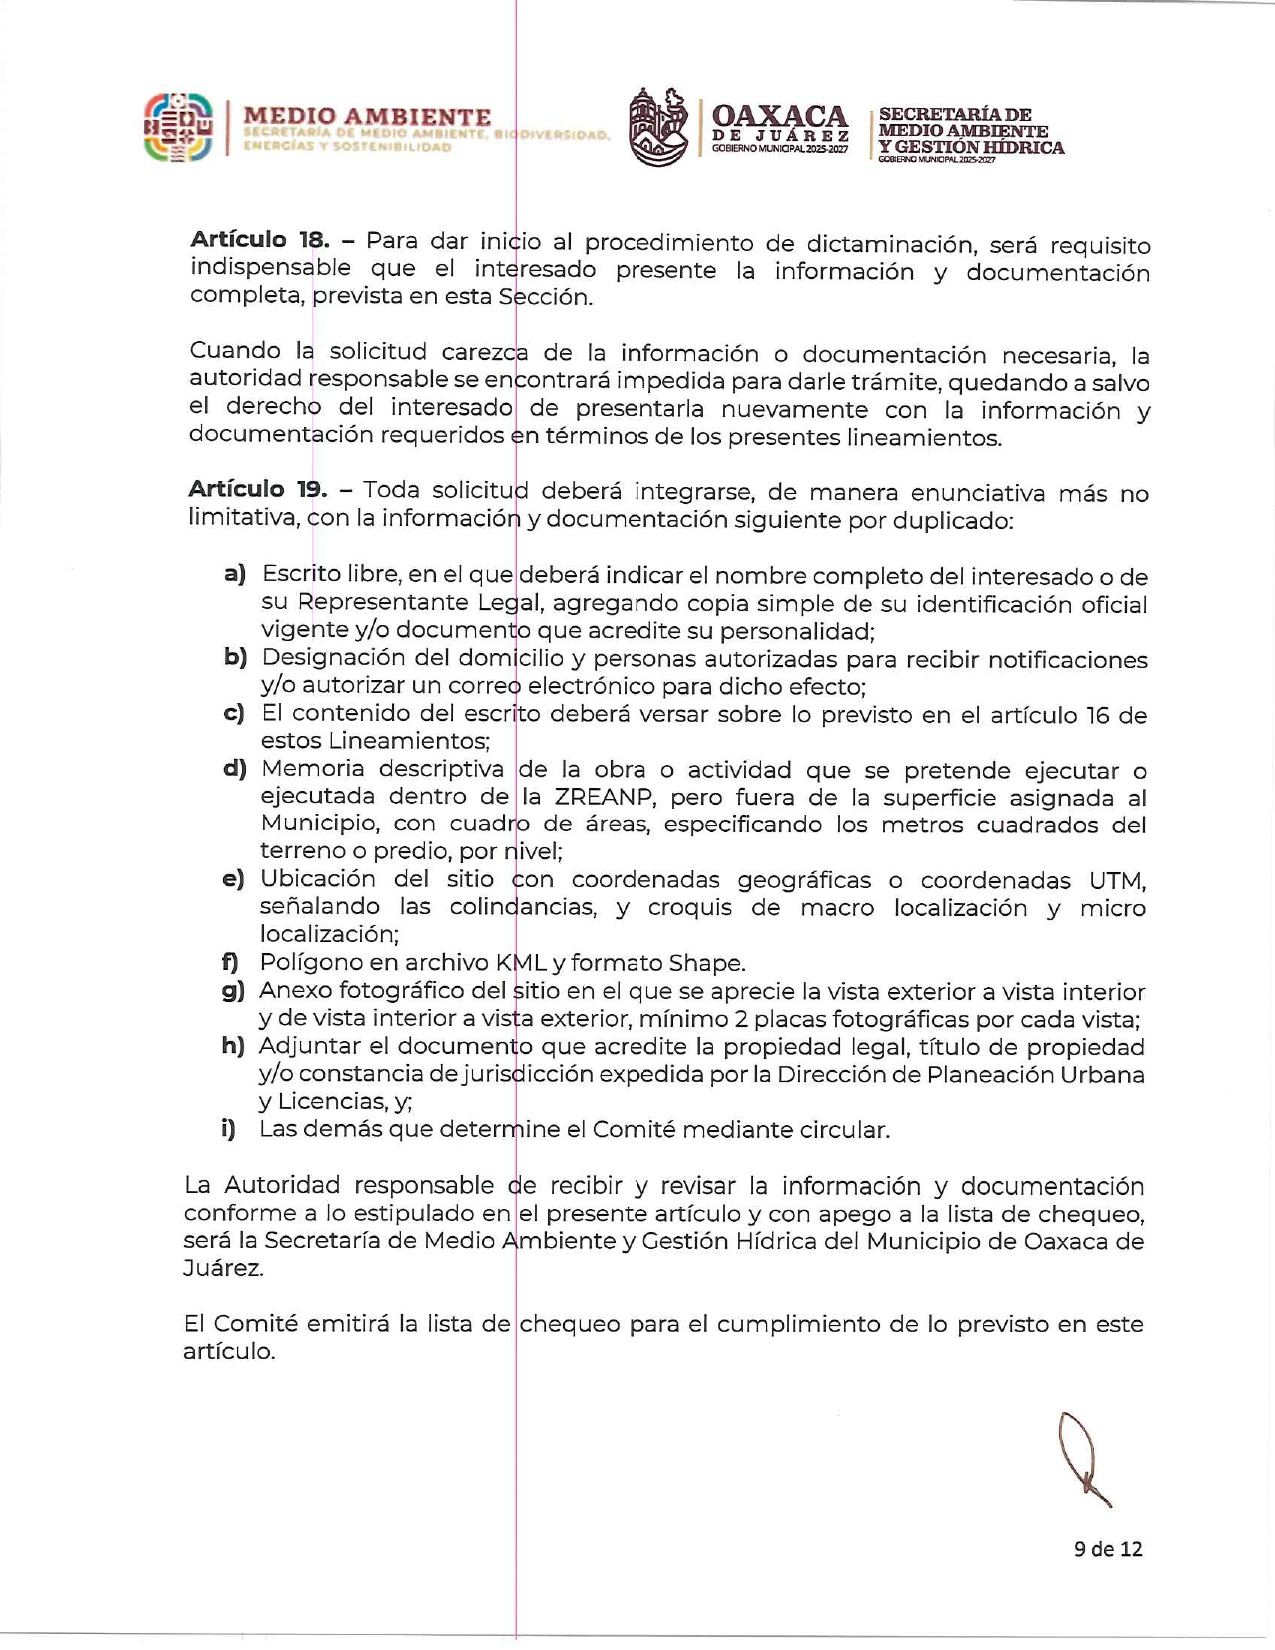 MEDIO AMBIENTE
SECRETARÍA DE MEDIO AMBIENTE, BIODIVERSIDAD,
ENERGÍAS Y SOSTENIBILIDAD
OAXACA
DE JUÁREZ
GOBIERNO MUNICIPAL 2025-2027
SECRETARÍA DE
MEDIO AMBIENTE
Y GESTIÓN HÍDRICA
GOBIERNO MUNICIPAL 2025-2027
Artículo 18. – Para dar inicio al procedimiento de dictaminación, será requisito
indispensable que el interesado presente la información y documentación
completa, prevista en esta Sección.
Cuando la solicitud carezca de la información o documentación necesaria, la
autoridad responsable se encontrará impedida para darle trámite, quedando a salvo
el derecho del interesado de presentarla nuevamente con la información y
documentación requeridos en términos de los presentes lineamientos.
Artículo 19. – Toda solicitud deberá integrarse, de manera enunciativa más no
limitativa, con la información y documentación siguiente por duplicado:
a) Escrito libre, en el que deberá indicar el nombre completo del interesado o de
su Representante Legal, agregando copia simple de su identificación oficial
vigente y/o documento que acredite su personalidad;
b) Designación del domicilio y personas autorizadas para recibir notificaciones
y/o autorizar un correo electrónico para dicho efecto;
c) El contenido del escrito deberá versar sobre lo previsto en el artículo 16 de
estos Lineamientos;
d) Memoria descriptiva de la obra o actividad que se pretende ejecutar o
ejecutada dentro de la ZREANP, pero fuera de la superficie asignada al
Municipio, con cuadro de áreas, especificando los metros cuadrados del
terreno o predio, por nivel;
e) Ubicación del sitio con coordenadas geográficas o coordenadas UTM,
señalando las colindancias, y croquis de macro localización y micro
localización;
f) Polígono en archivo KML y formato Shape.
g) Anexo fotográfico del sitio en el que se aprecie la vista exterior a vista interior
y de vista interior a vista exterior, mínimo 2 placas fotográficas por cada vista;
h) Adjuntar el documento que acredite la propiedad legal, título de propiedad
y/o constancia de jurisdicción expedida por la Dirección de Planeación Urbana
y Licencias, y;
i) Las demás que determine el Comité mediante circular.
La Autoridad responsable de recibir y revisar la información y documentación
conforme a lo estipulado en el presente artículo y con apego a la lista de chequeo,
será la Secretaría de Medio Ambiente y Gestión Hídrica del Municipio de Oaxaca de
Juárez.
El Comité emitirá la lista de chequeo para el cumplimiento de lo previsto en este
artículo.
9 de 12